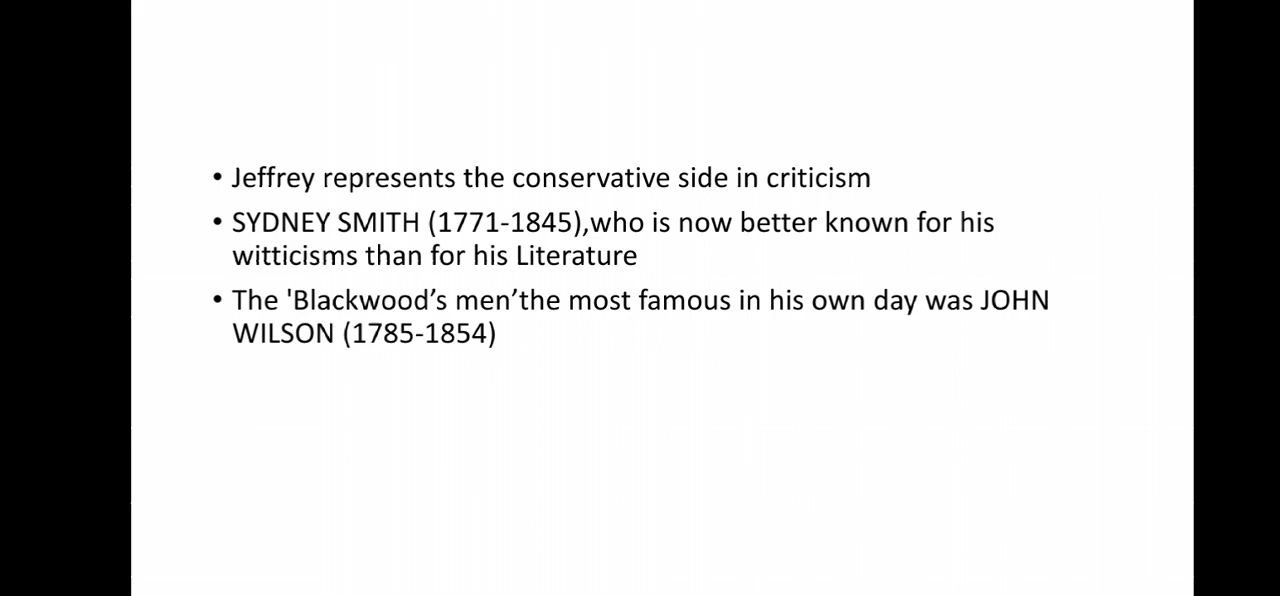 • Jeffrey represents the conservative side in criticism
• SYDNEY SMITH (1771-1845),who is now better known for his
witticisms than for his Literature
• The 'Blackwood’s men’the most famous in his own day was JOHN
WILSON (1785-1854)